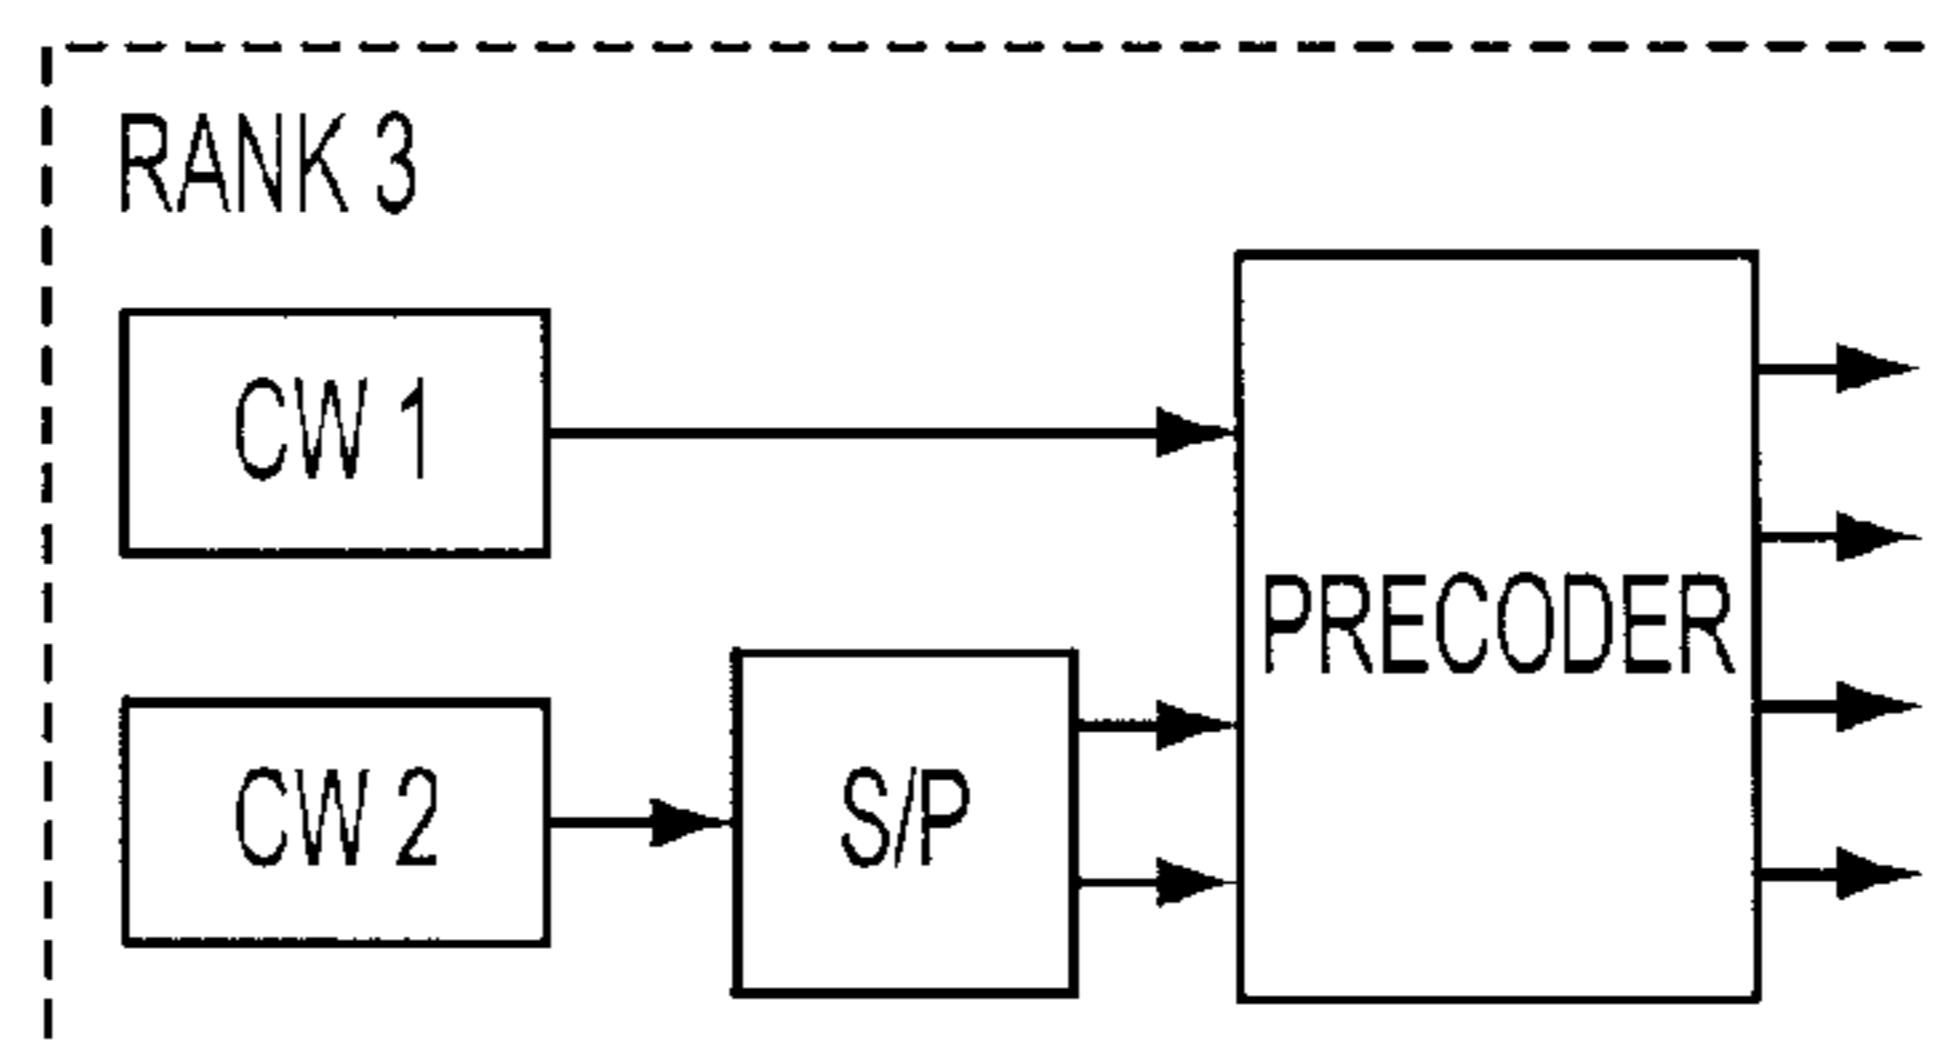 RANK 3
CW 1
PRECODER
CW 2
S/P